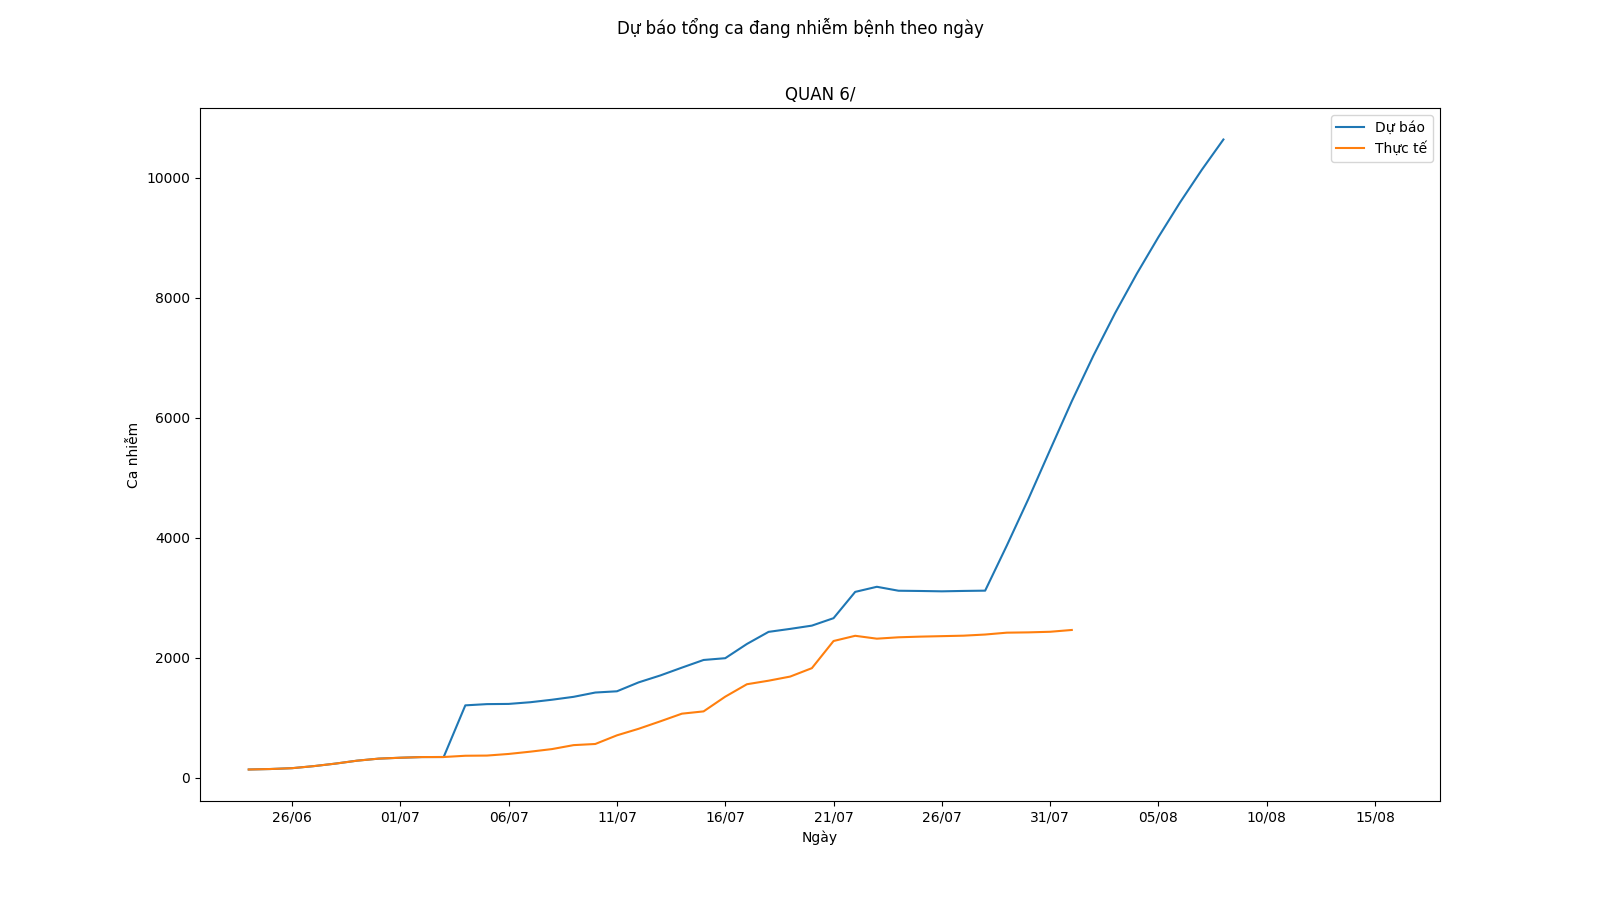 Dự báo tổng ca đang nhiễm bệnh theo ngày
QUAN 6/
Dự báo
Thực tế
10000
8000
6000
4000
2000
0
Ca nhiễm
26/06 01/07 06/07 11/07 16/07 21/07 26/07 31/07 05/08 10/08 15/08
Ngày